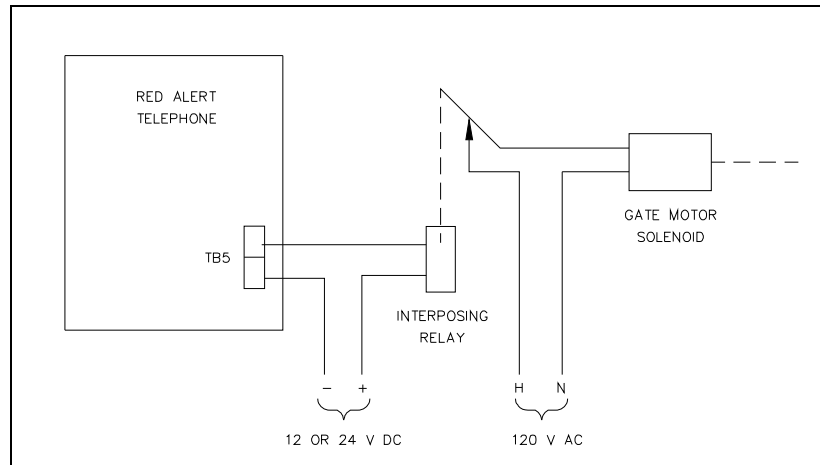 RED ALERT
TELEPHONE
GATE MOTOR
SOLENOID
TB5
INTERPOSING
RELAY
− +
H N
12 OR 24 V DC
120 V AC